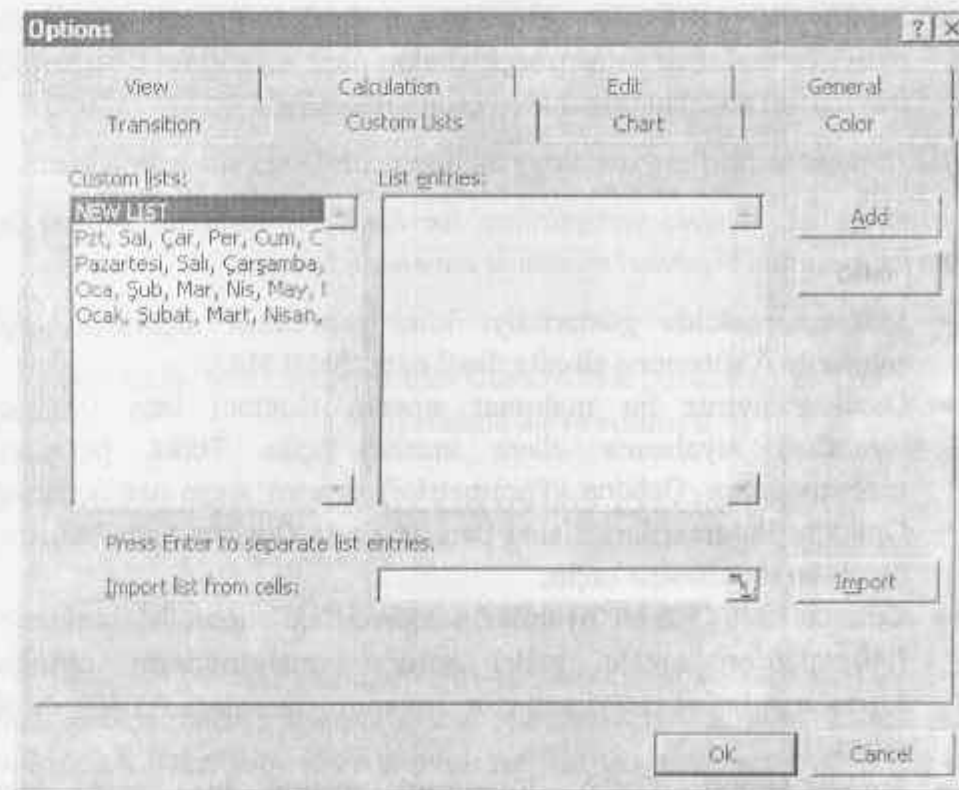 Options
View Calculation Edit General
Transition Custom Lists Chart Color
Custom lists: List entries:
NEW LIST
Pzt, Sal, Çar, Per, Cum, C
Pazartesi, Salı, Çarşamba,
Oca, Şub, Mar, Nis, May,
Ocak, Şubat, Mart, Nisan,
Add
Delete
Press Enter to separate list entries.
Import list from cells: Import
OK Cancel